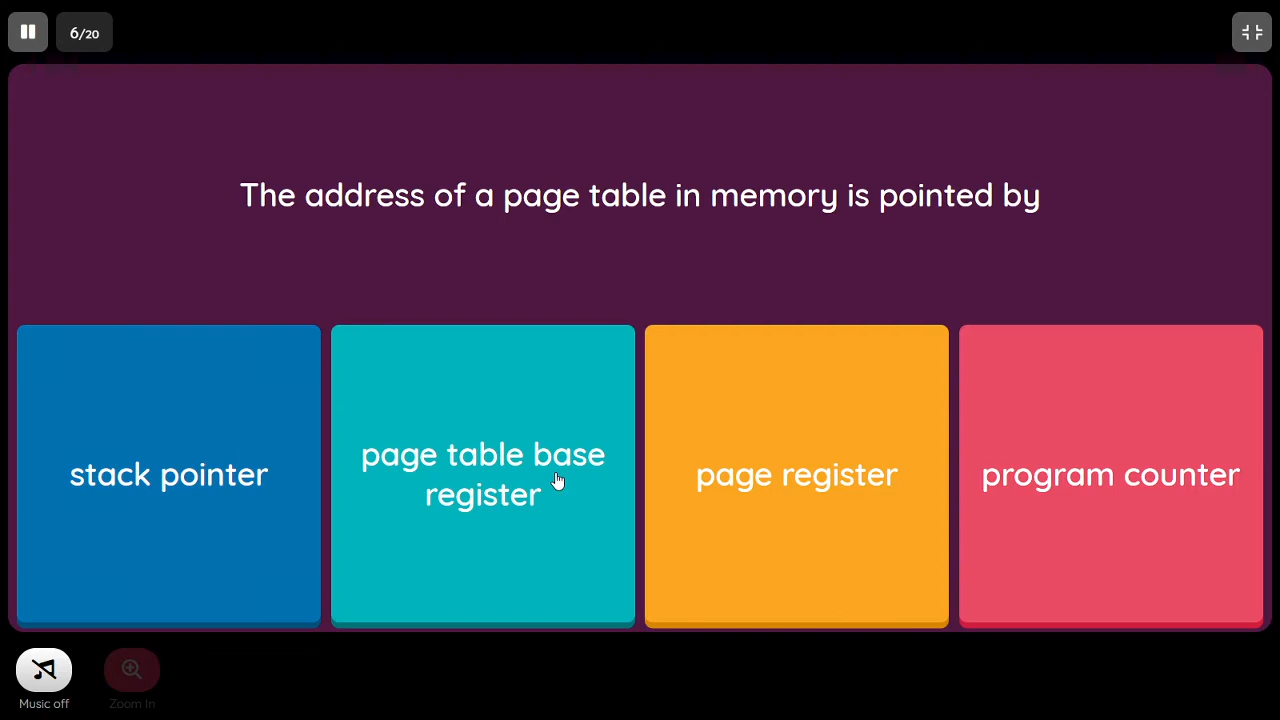 6/20
The address of a page table in memory is pointed by
stack pointer
page table base
register
page register
program counter
Music off
Zoom In